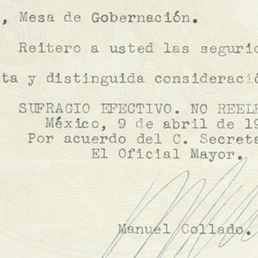 , Mesa de Gobernación.
Reitero a usted las segurid
ta y distinguida consideració
SUFRAGIO EFECTIVO. NO REELE
México, 9 de abril de 19
Por acuerdo del C. Secreta
El Oficial Mayor.
Manuel Collado.